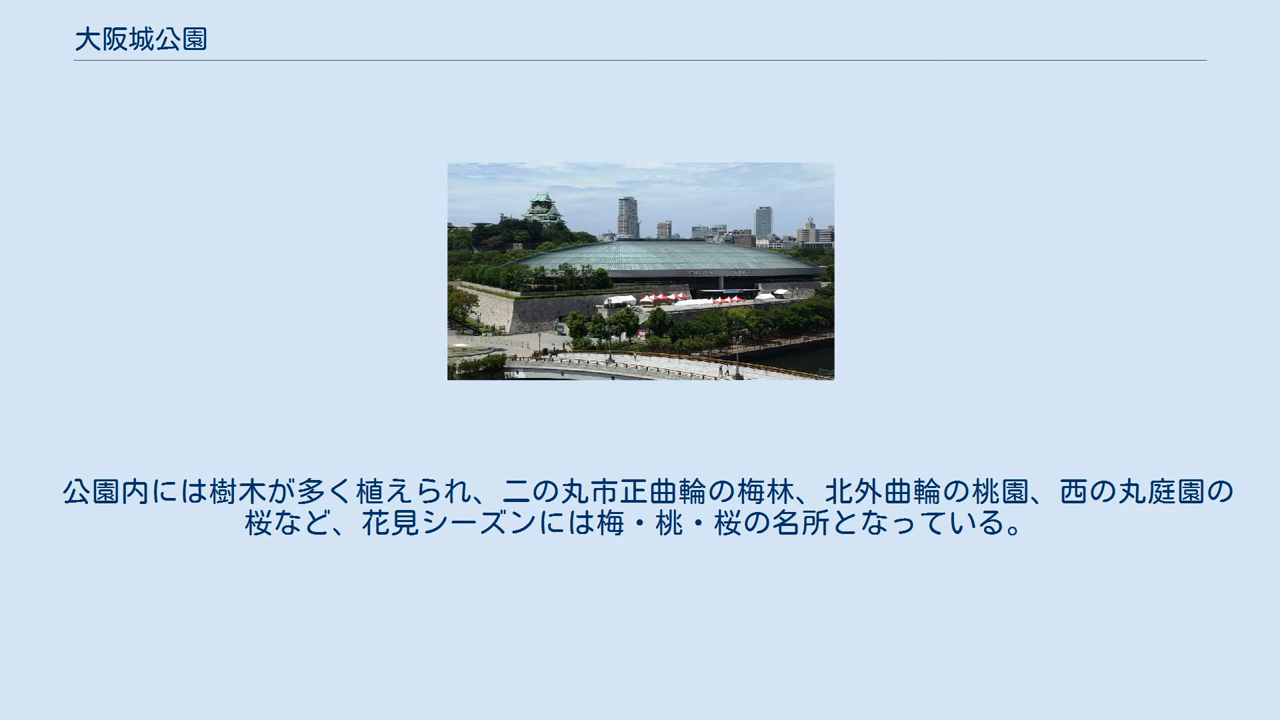 大阪城公園
公園内には樹木が多く植えられ、二の丸市正曲輪の梅林、北外曲輪の桃園、西の丸庭園の
桜など、花見シーズンには梅・桃・桜の名所となっている。